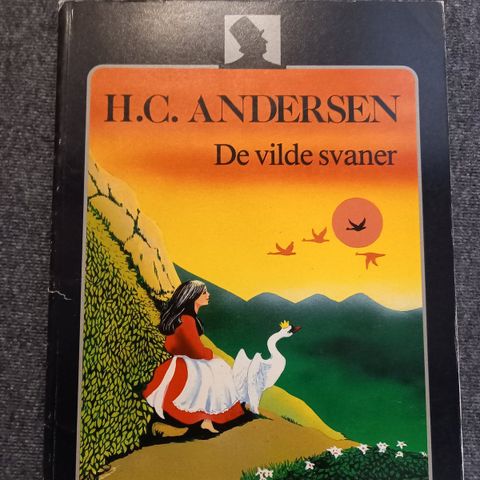 H.C. ANDERSEN
De vilde svaner